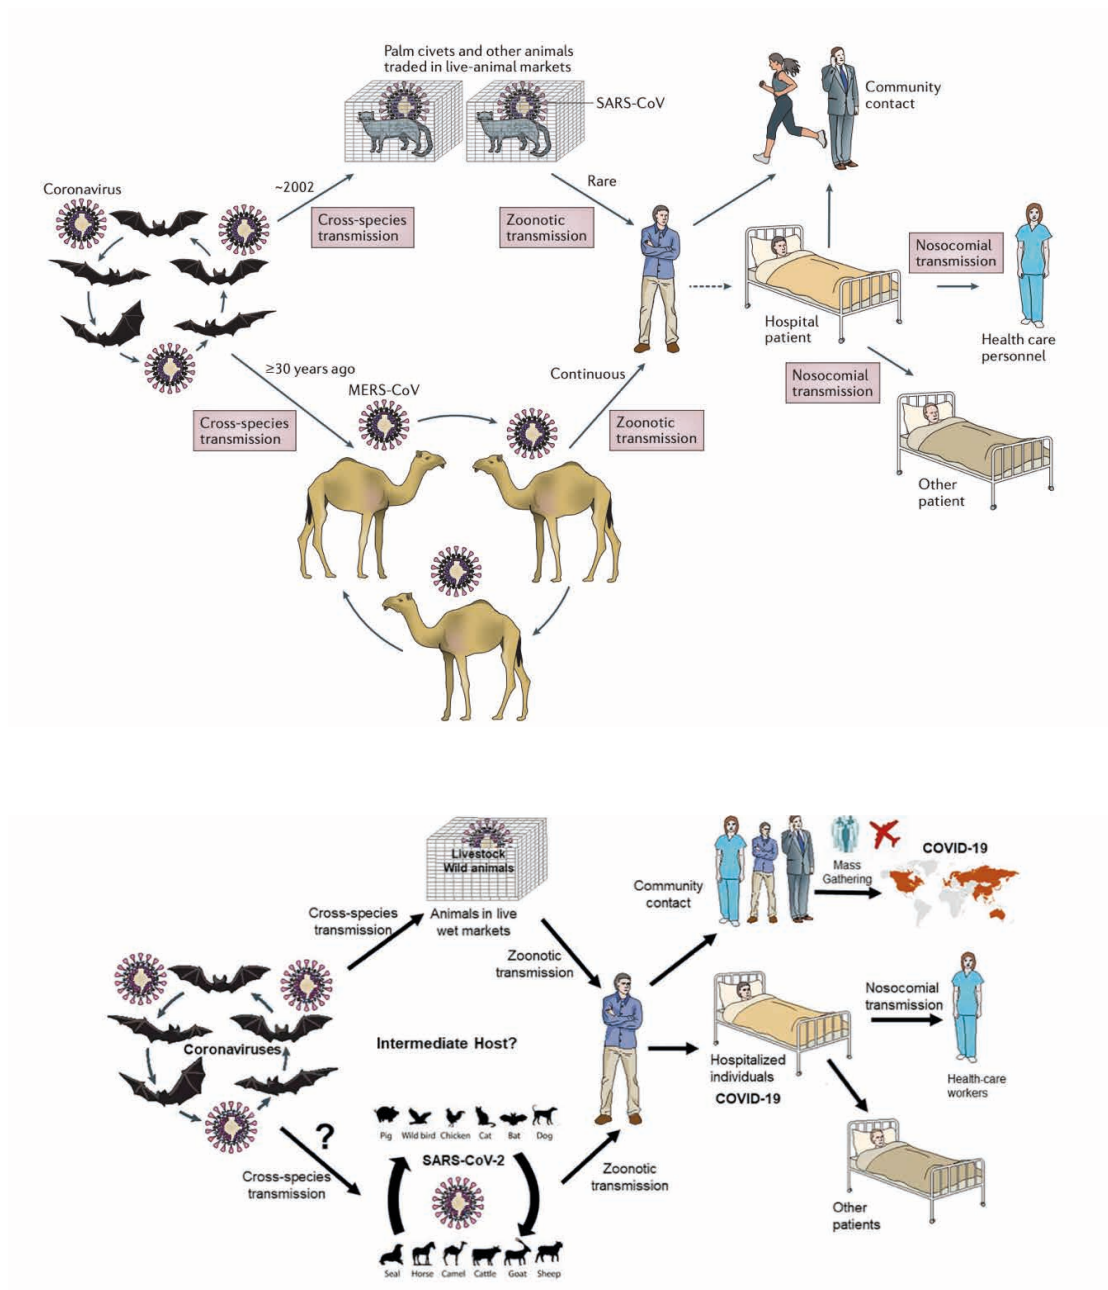 Palm civets and other animals
traded in live-animal markets
SARS-CoV
Community
contact
Coronavirus
~2002
Cross-species
transmission
Rare
Zoonotic
transmission
Nosocomial
transmission
Hospital
patient
Health care
personnel
≥30 years ago
MERS-CoV
Continuous
Nosocomial
transmission
Cross-species
transmission
Zoonotic
transmission
Other
patient
Livestock
Wild animals
Mass
Gathering
COVID-19
Community
contact
Cross-species
transmission
Animals in live
wet markets
Zoonotic
transmission
Nosocomial
transmission
Coronaviruses
Intermediate Host?
Hospitalized
individuals
COVID-19
Health-care
workers
?
Pig Wild bird Chicken Cat Bat Dog
SARS-CoV-2
Cross-species
transmission
Zoonotic
transmission
Other
patients
Seal Horse Camel Cattle Goat Sheep